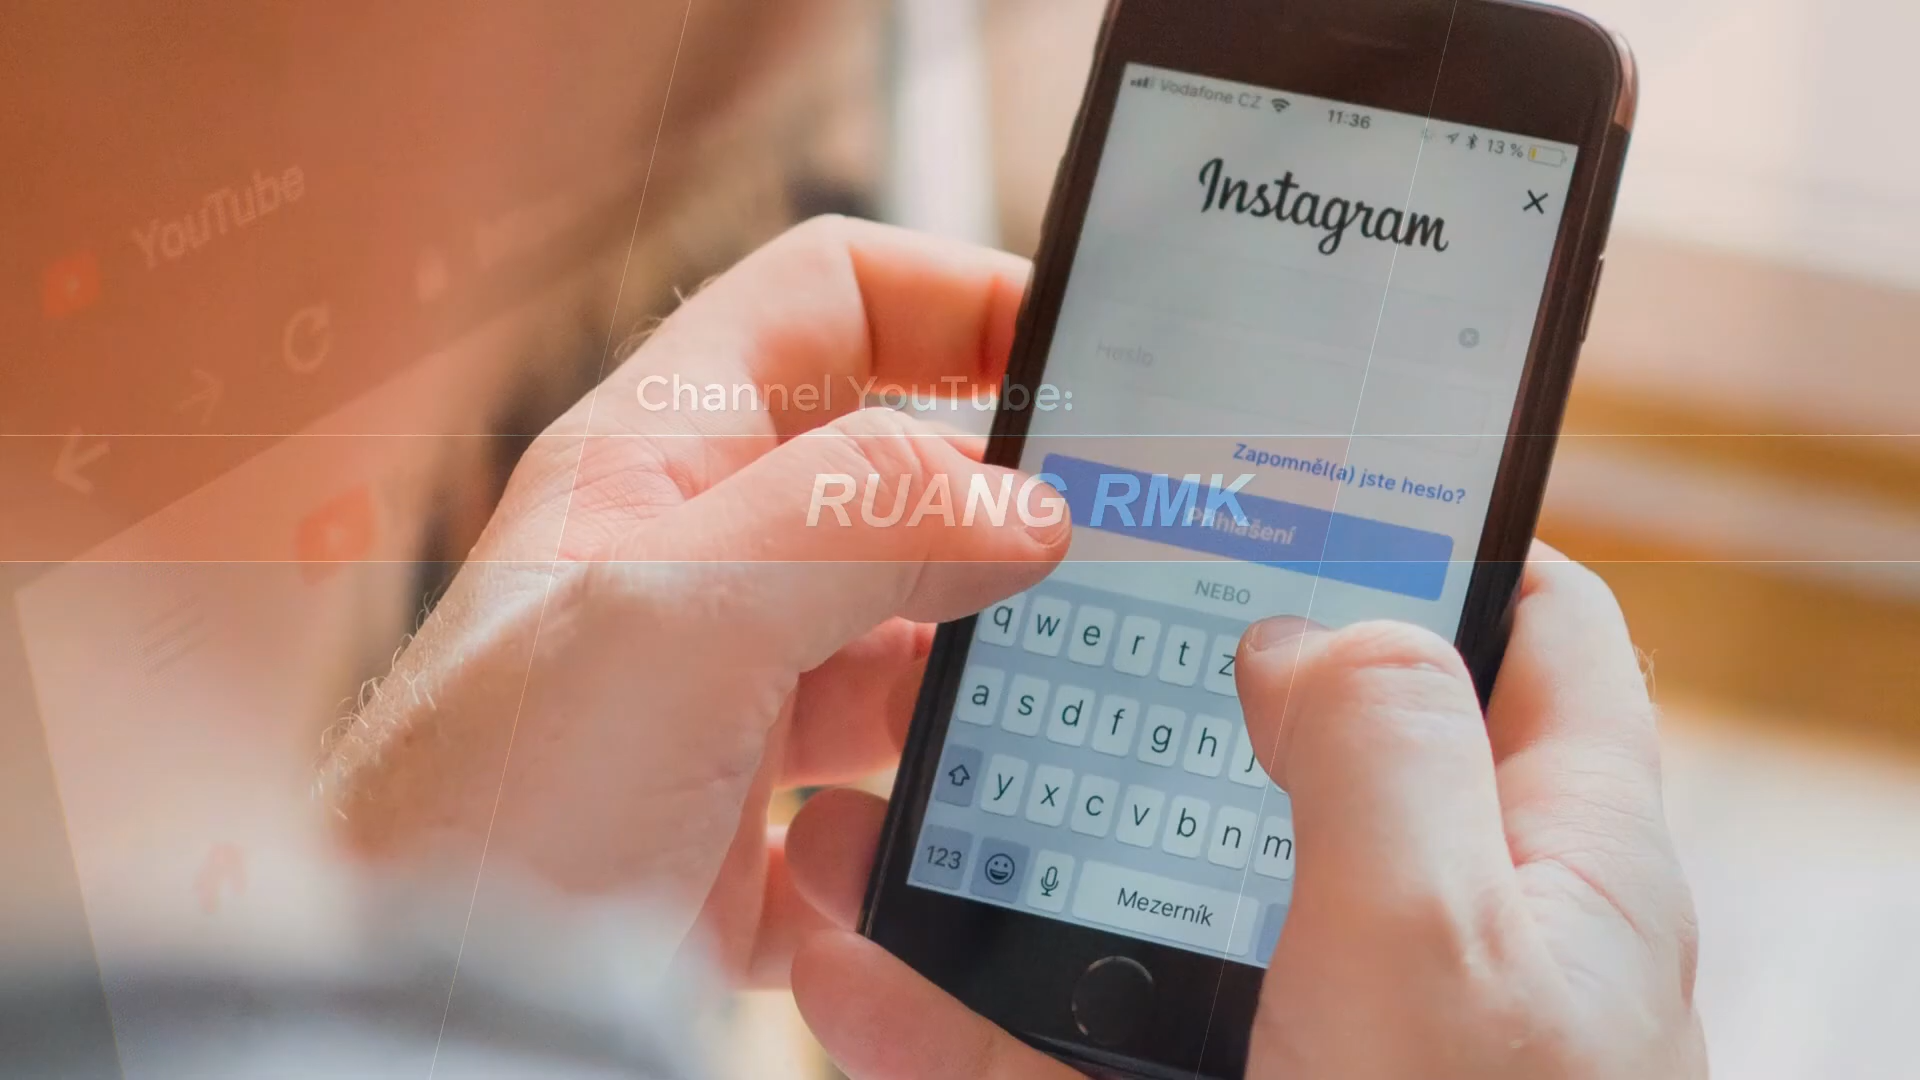 Vodafone CZ 11:36 13 %
Instagram
YouTube
Heslo
Channel YouTube:
Zapomněl(a) jste heslo?
RUANG RMK
Přihlášení
NEBO
q w e r t z
a s d f g h j
y x c v b n m
123 Mezerník